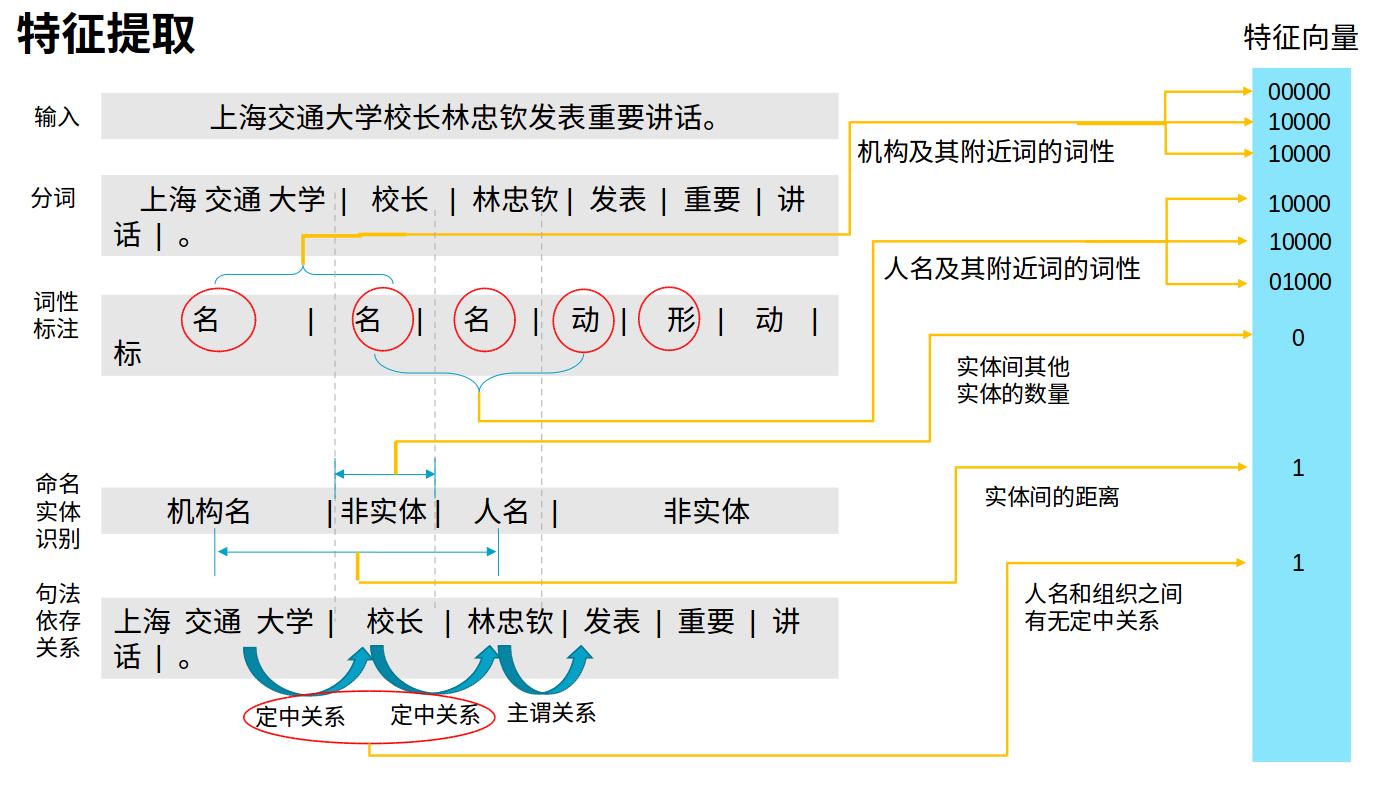 特征提取
特征向量
输入
上海交通大学校长林忠钦发表重要讲话。
00000
10000
10000
机构及其附近词的词性
分词
上海 交通 大学 | 校长 | 林忠钦 | 发表 | 重要 | 讲
话 | 。
10000
10000
01000
人名及其附近词的词性
词性
标注
名 | 名 | 名 | 动 | 形 | 动 |
标
0
实体间其他
实体的数量
命名
实体
识别
机构名 | 非实体 | 人名 | 非实体
1
实体间的距离
句法
依存
关系
上海 交通 大学 | 校长 | 林忠钦 | 发表 | 重要 | 讲
话 | 。
1
人名和组织之间
有无定中关系
定中关系 定中关系 主谓关系